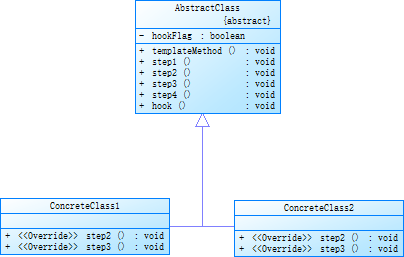 AbstractClass
{abstract}
- hookFlag : boolean
+ templateMethod () : void
+ step1 () : void
+ step2 () : void
+ step3 () : void
+ step4 () : void
+ hook () : void
ConcreteClass1
+ <<Override>> step2 () : void
+ <<Override>> step3 () : void
ConcreteClass2
+ <<Override>> step2 () : void
+ <<Override>> step3 () : void